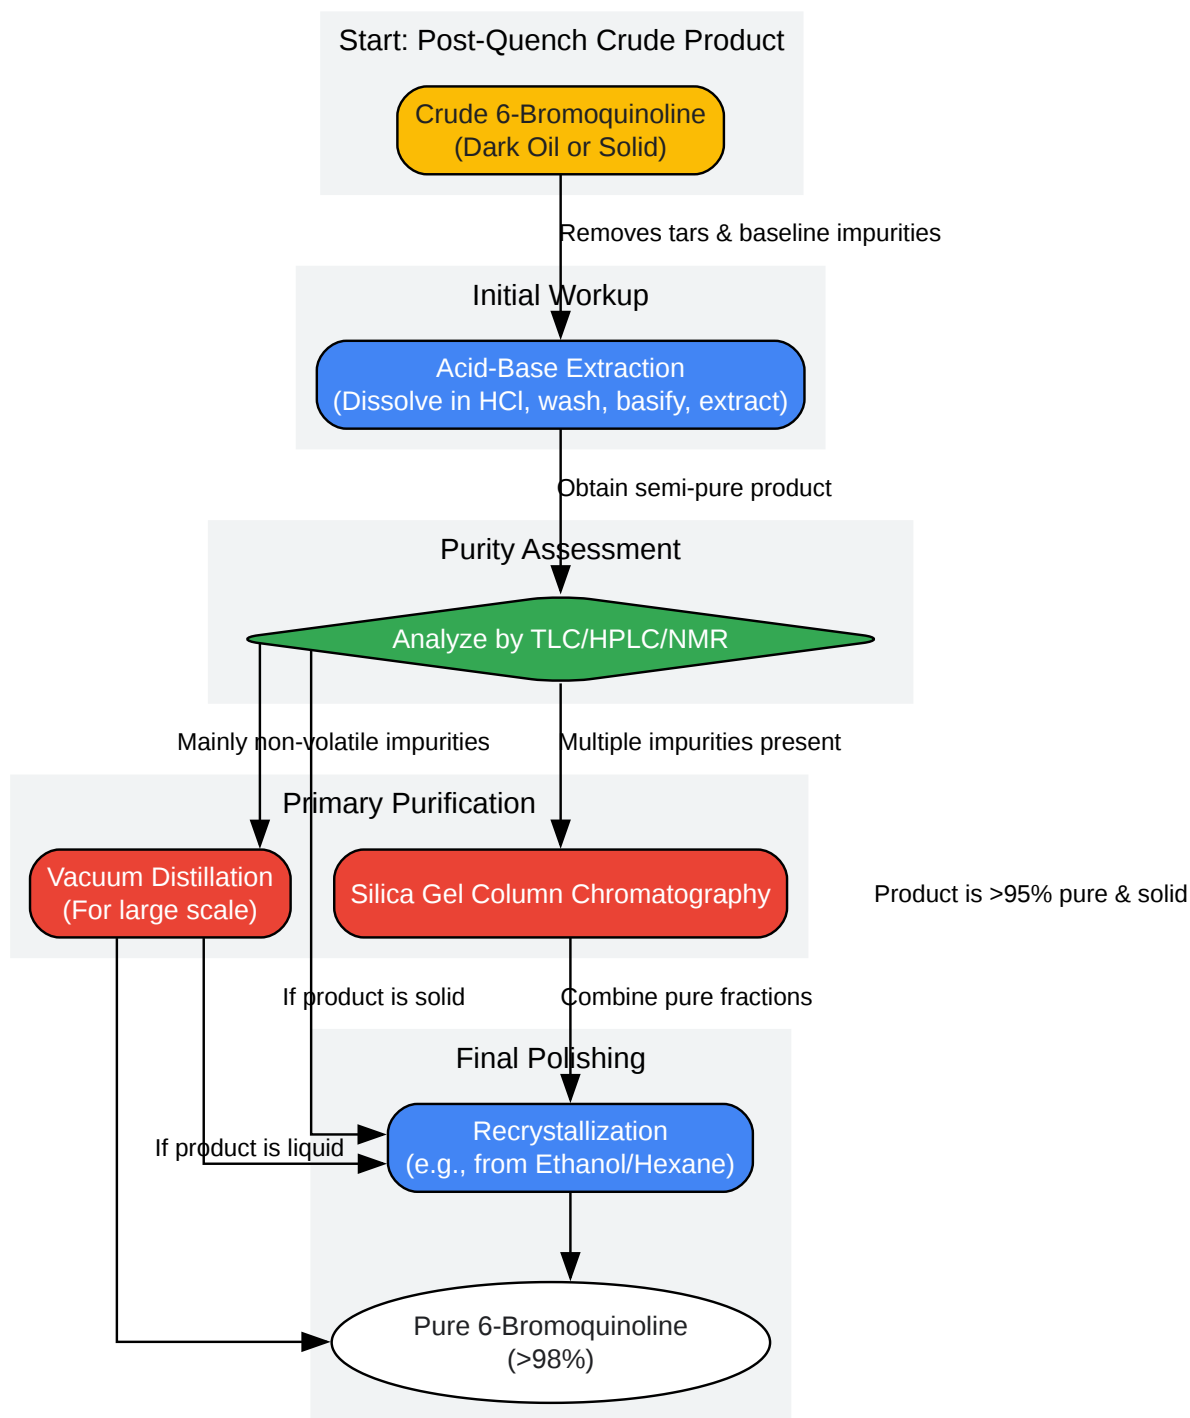 Start: Post-Quench Crude Product
Crude 6-Bromoquinoline
(Dark Oil or Solid)
Removes tars & baseline impurities
Initial Workup
Acid-Base Extraction
(Dissolve in HCl, wash, basify, extract)
Obtain semi-pure product
Purity Assessment
Analyze by TLC/HPLC/NMR
Mainly non-volatile impurities
Multiple impurities present
Primary Purification
Vacuum Distillation
(For large scale)
Silica Gel Column Chromatography
Product is >95% pure & solid
If product is solid
Combine pure fractions
Final Polishing
Recrystallization
(e.g., from Ethanol/Hexane)
If product is liquid
Pure 6-Bromoquinoline
(>98%)